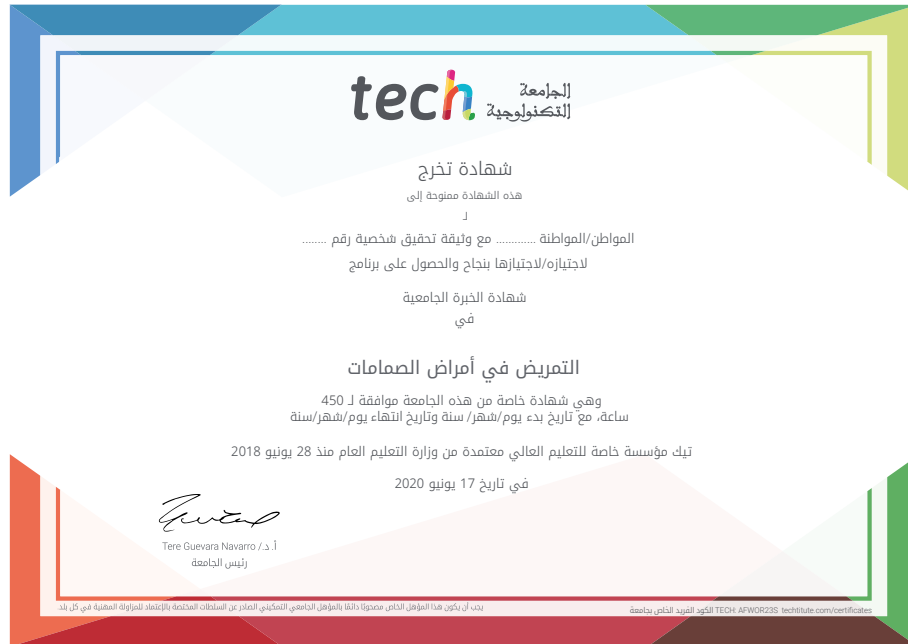 tech الجامعة
التكنولوجية
شهادة تخرج
هذه الشهادة ممنوحة إلى
لـ
المواطن/المواطنة ............ مع وثيقة تحقيق شخصية رقم ........
لاجتيازه/لاجتيازها بنجاح والحصول على برنامج
شهادة الخبرة الجامعية
في
التمريض في أمراض الصمامات
وهي شهادة خاصة من هذه الجامعة موافقة لـ 450
ساعة، مع تاريخ بدء يوم/شهر/ سنة وتاريخ انتهاء يوم/شهر/سنة
تيك مؤسسة خاصة للتعليم العالي معتمدة من وزارة التعليم العام منذ 28 يونيو 2018
في تاريخ 17 يونيو 2020
أ. د./ Tere Guevara Navarro
رئيس الجامعة
يجب أن يكون هذا المؤهل الخاص مصحوبًا دائمًا بالمؤهل الجامعي التمكيني الصادر عن السلطات المختصة بالإعتماد للمزاولة المهنية في كل بلد.
الكود الفريد الخاص بجامعة TECH: AFWOR23S techtitute.com/certificates